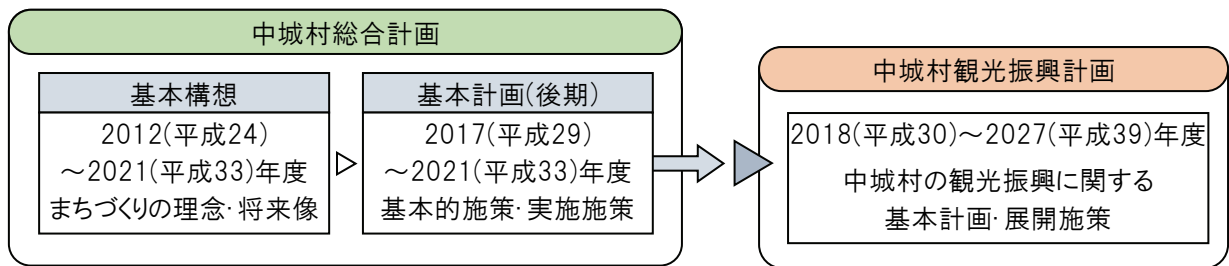 中城村総合計画
基本構想
2012(平成24)
～2021(平成33)年度
まちづくりの理念・将来像
基本計画(後期)
2017(平成29)
～2021(平成33)年度
基本的施策・実施施策
中城村観光振興計画
2018(平成30)～2027(平成39)年度
中城村の観光振興に関する
基本計画・展開施策